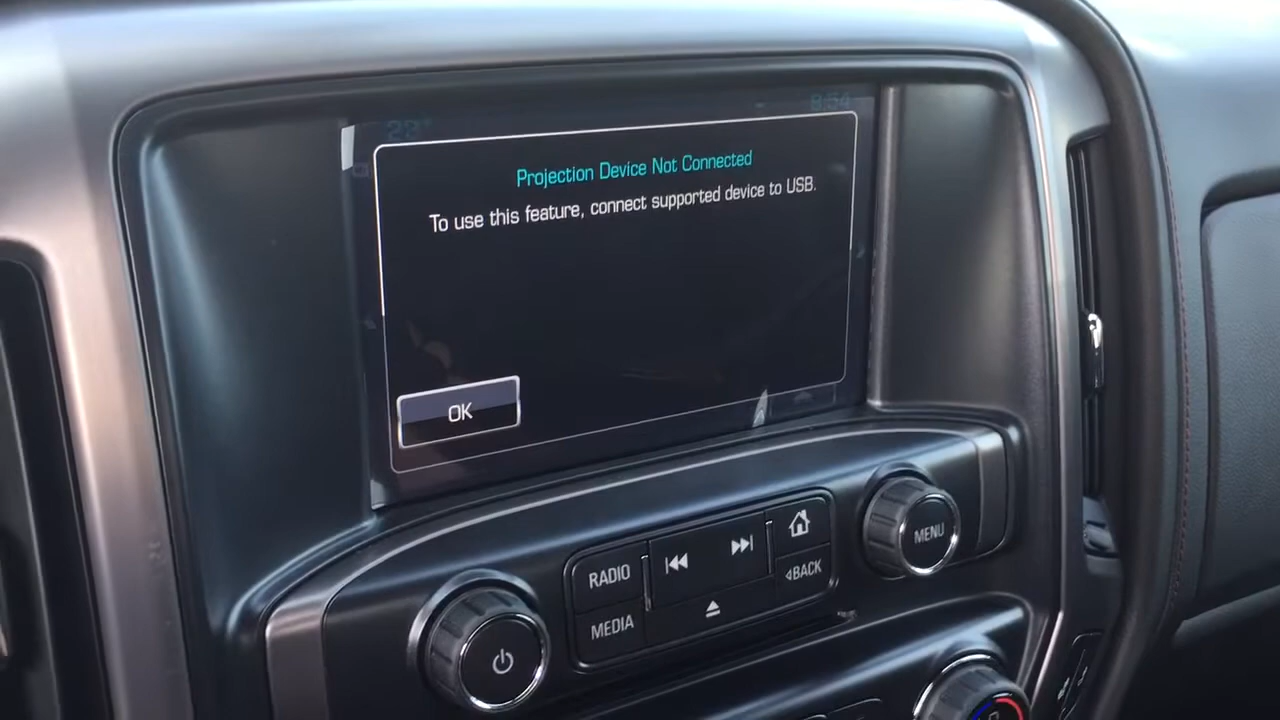 23°
8:54
Projection Device Not Connected
To use this feature, connect supported device to USB.
OK
RADIO
MEDIA
BACK
MENU